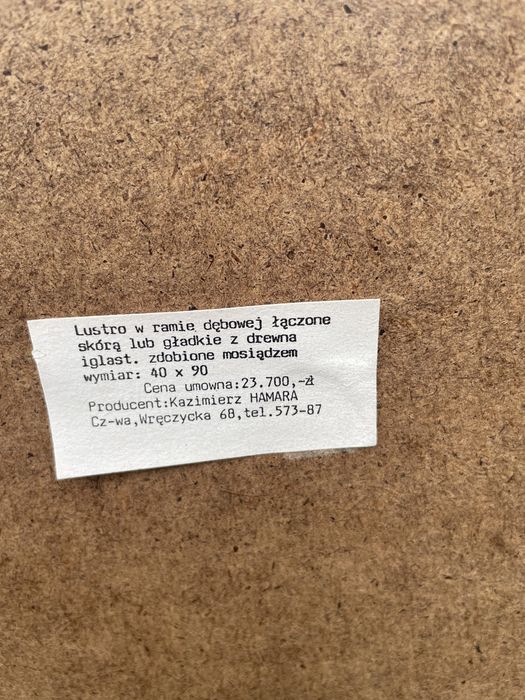 Lustro w ramie dębowej łączone
skórą lub gładkie z drewna
iglast. zdobione mosiądzem
wymiar: 40 x 90
Cena umowna:23.700,-zł
Producent:Kazimierz HAMARA
Cz-wa,Wręczycka 68,tel.573-87